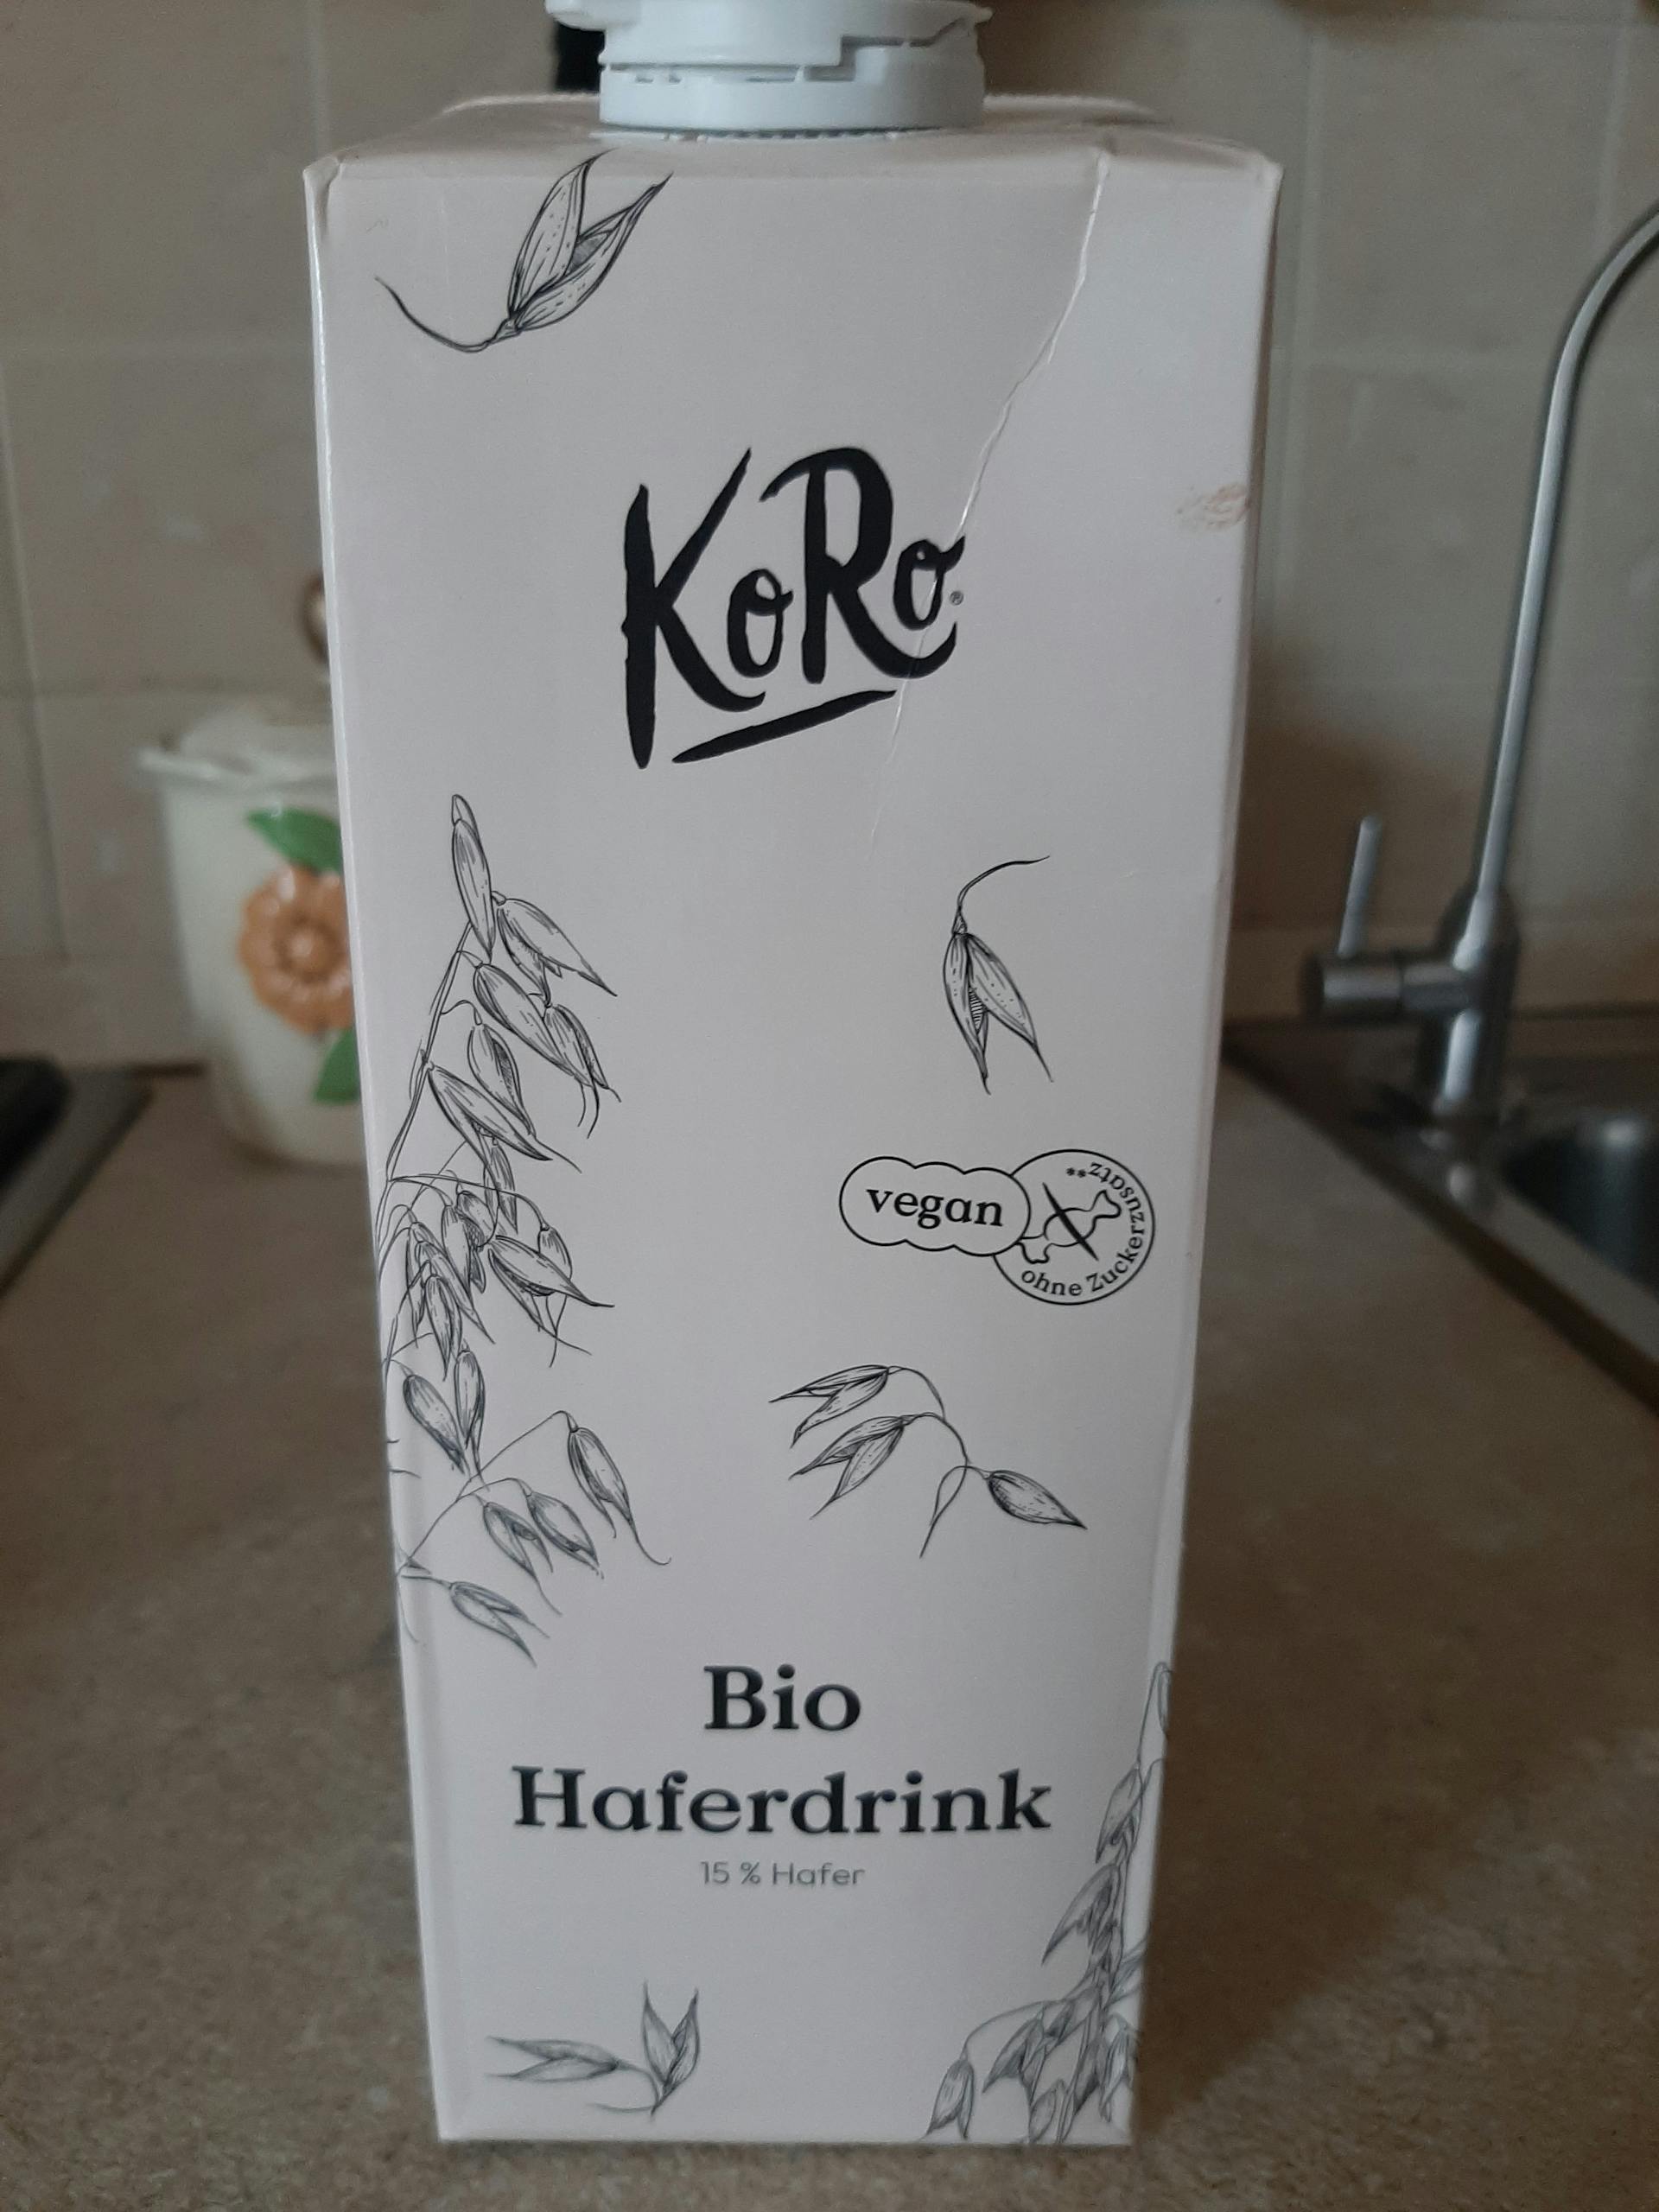 KoRo®
vegan
ohne Zuckerzusatz**
Bio
Haferdrink
15 % Hafer